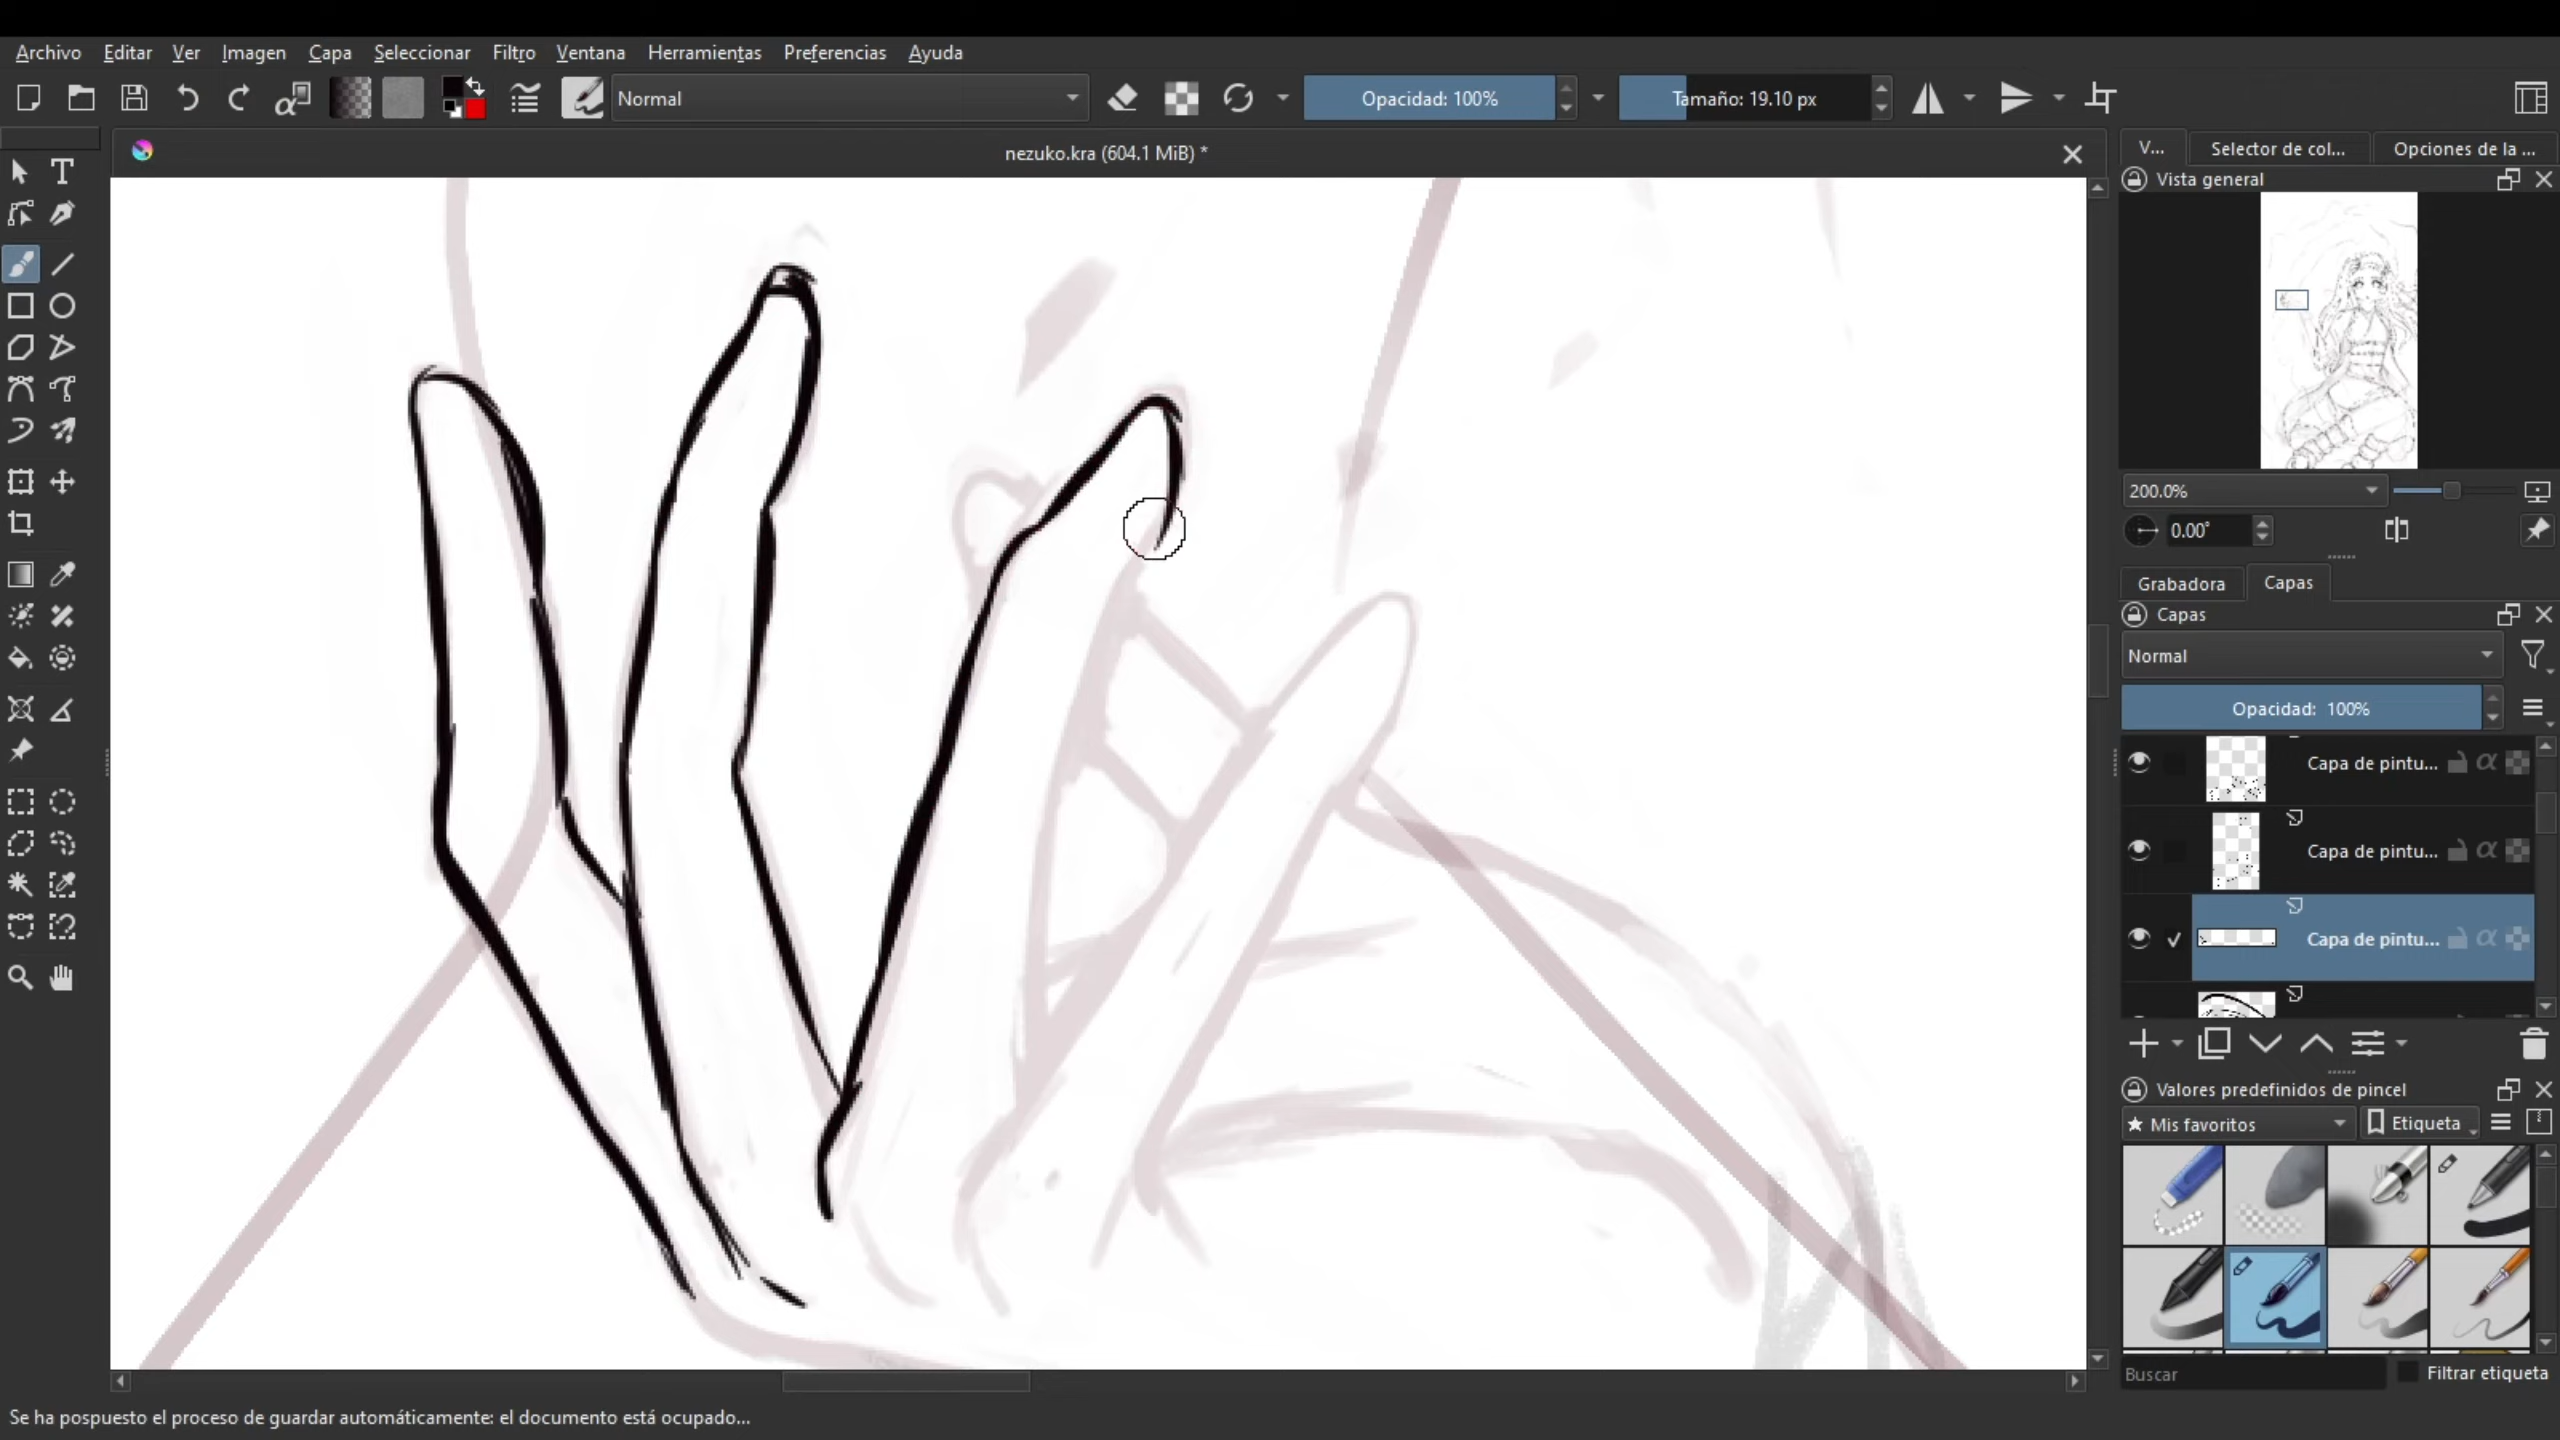 Archivo Editar Ver Imagen Capa Seleccionar Filtro Ventana Herramientas Preferencias Ayuda
Normal Opacidad: 100% Tamaño: 19.10 px
nezuko.kra (604.1 MiB) *
V... Selector de col... Opciones de la ...
Vista general
200.0%
0.00°
Grabadora Capas
Capas
Normal
Opacidad: 100%
Capa de pintu...
Capa de pintu...
Capa de pintu...
Valores predefinidos de pincel
Mis favoritos Etiqueta
Buscar Filtrar etiqueta
Se ha pospuesto el proceso de guardar automáticamente: el documento está ocupado...